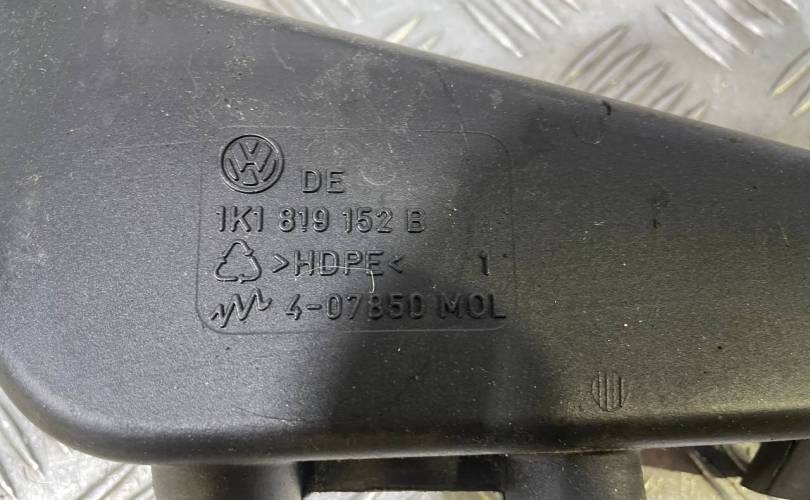 DE
1K1 819 152 B
>HDPE< 1
4-07850 MOL